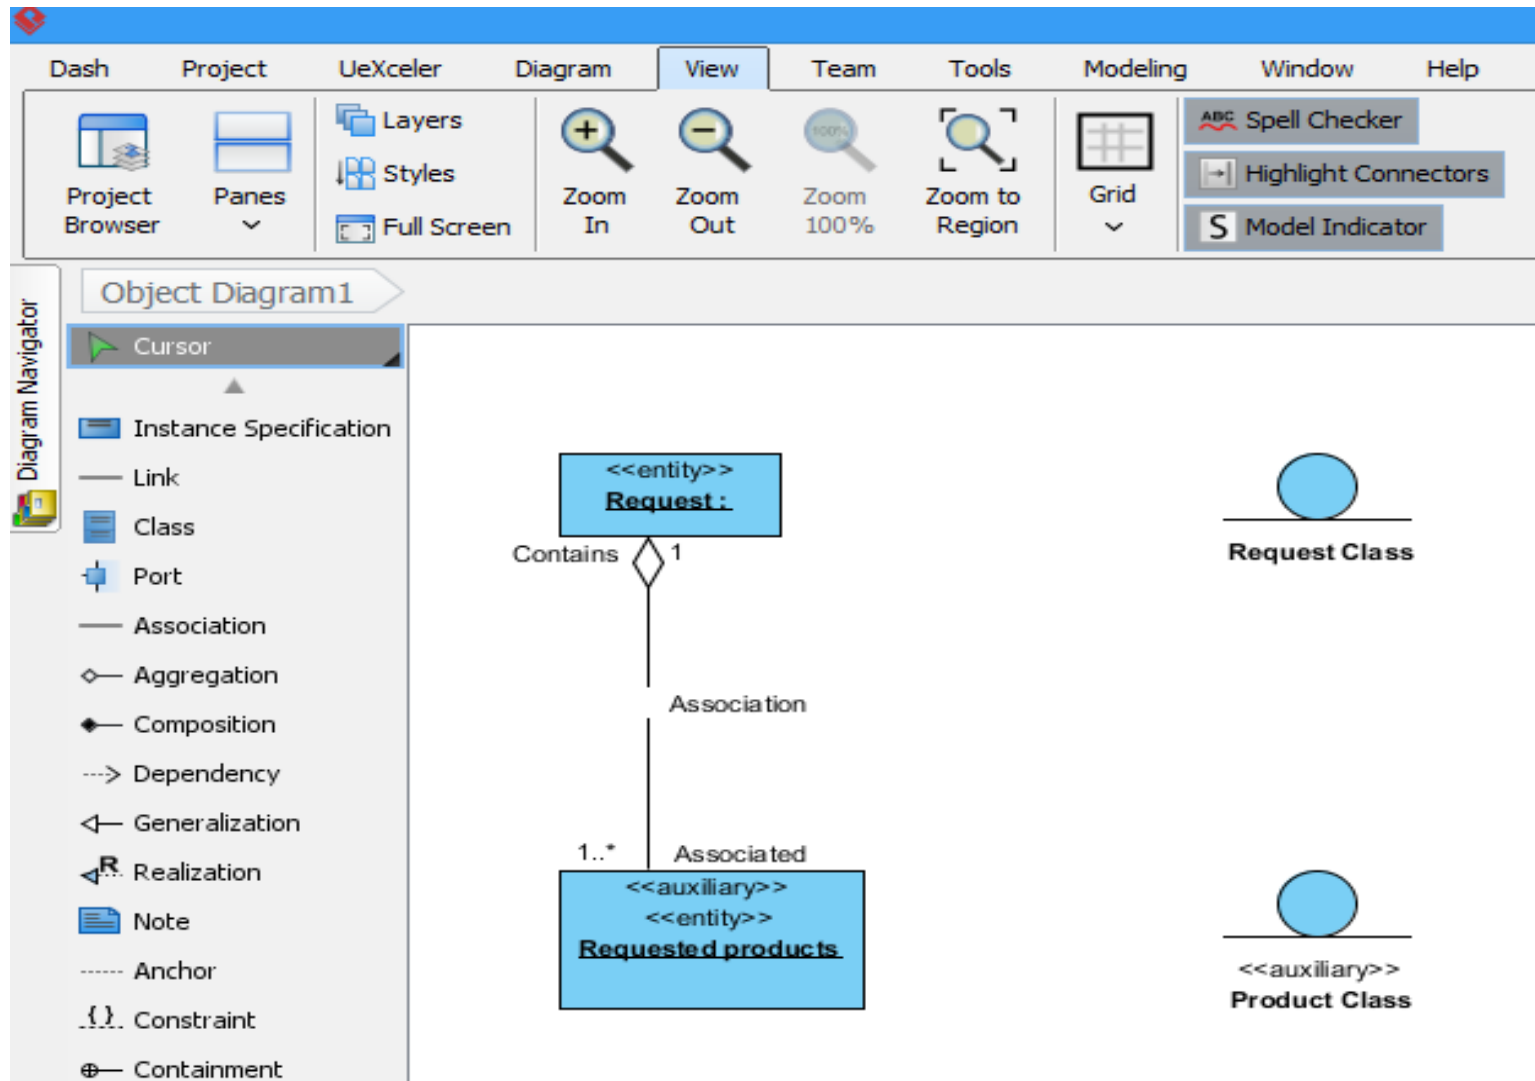 Dash Project UeXceler Diagram View Team Tools Modeling Window Help
Project
Browser
Panes
Layers
Styles
Full Screen
Zoom
In
Zoom
Out
100%
Zoom
100%
Zoom to
Region
Grid
ABC Spell Checker
Highlight Connectors
S Model Indicator
Diagram Navigator
Object Diagram1
Cursor
Instance Specification
Link
Class
Port
Association
Aggregation
Composition
Dependency
Generalization
R Realization
Note
Anchor
{ } Constraint
Containment
<<entity>>
Request :
Contains 1
Association
1..* Associated
<<auxiliary>>
<<entity>>
Requested products
Request Class
<<auxiliary>>
Product Class